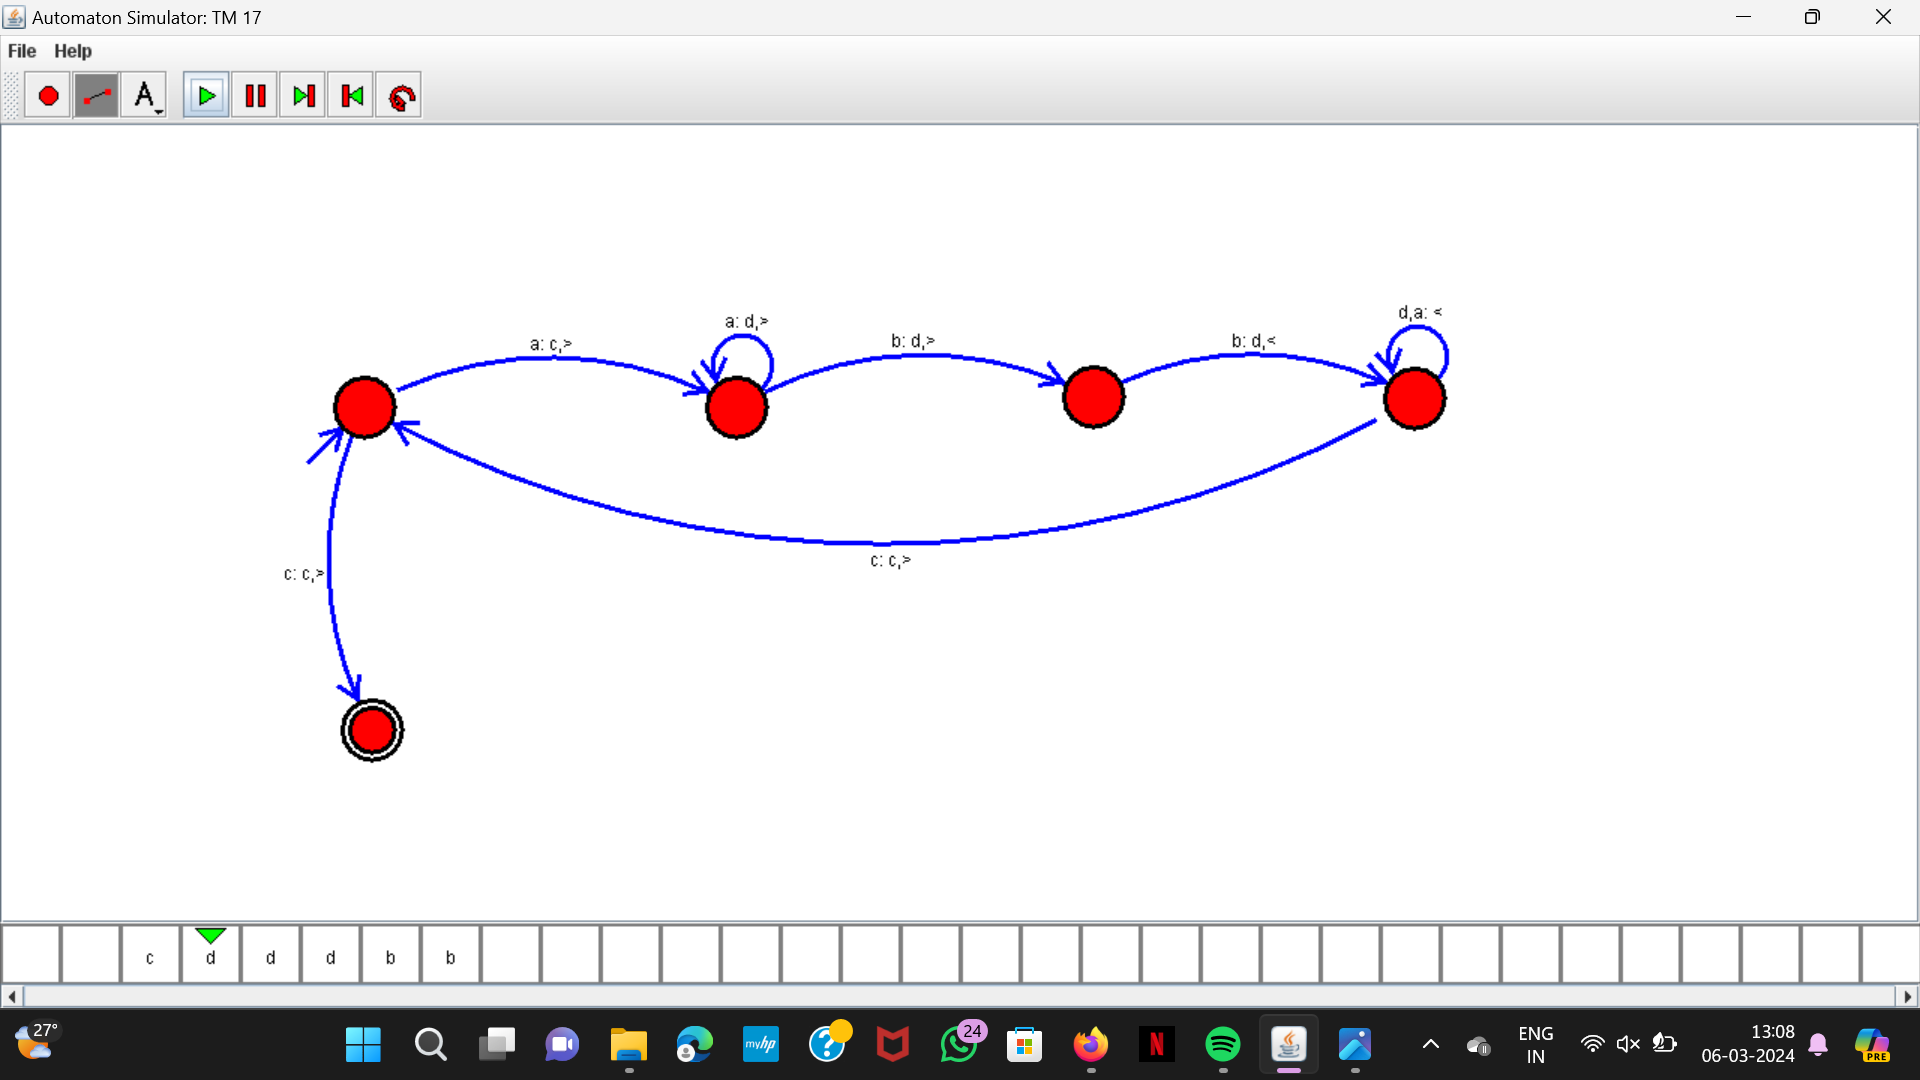 Automaton Simulator: TM 17
File Help
A
d,a: <
a: d,>
a: c,>
b: d,>
b: d,<
c: c,>
c: c,>
c d d d b b
27°
myhp
?
24
N
ENG
IN
13:08
06-03-2024
PRE